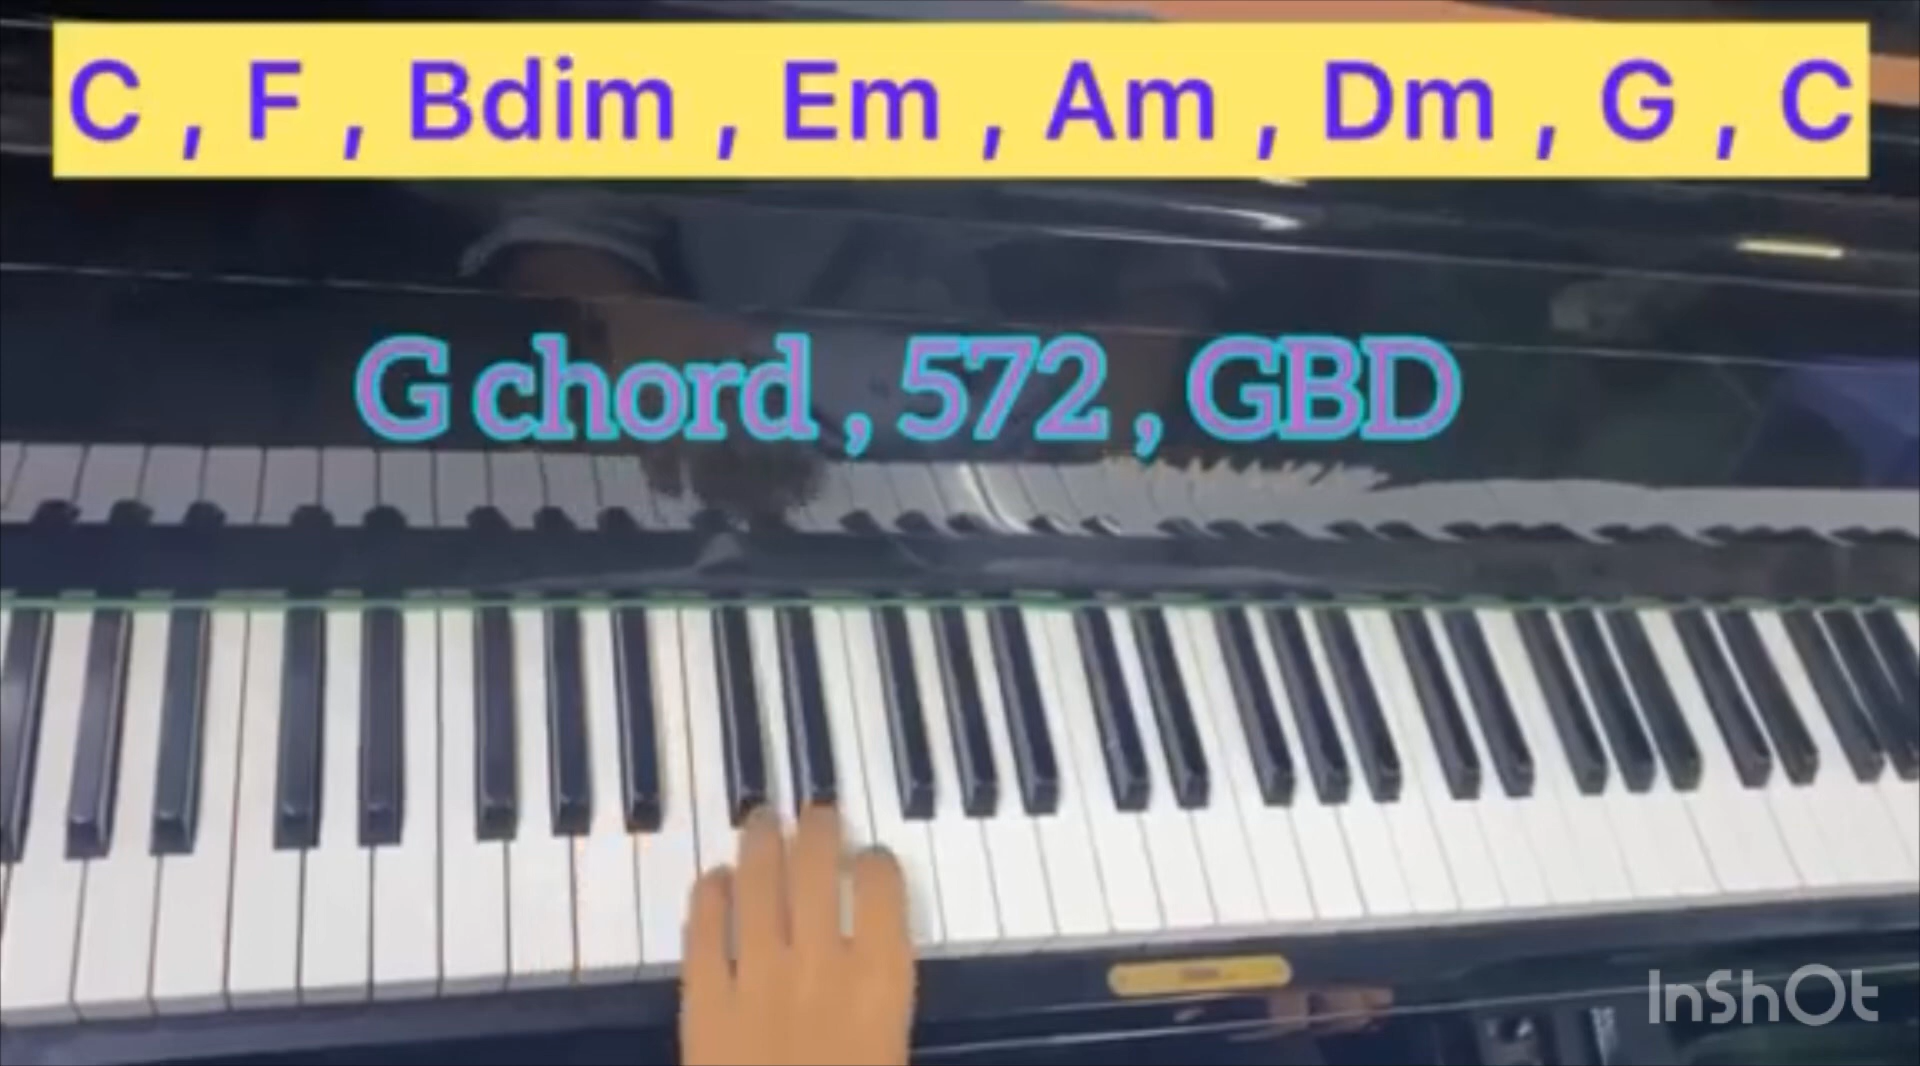 C , F , Bdim , Em , Am , Dm , G , C
G chord , 572 , GBD
InShOt